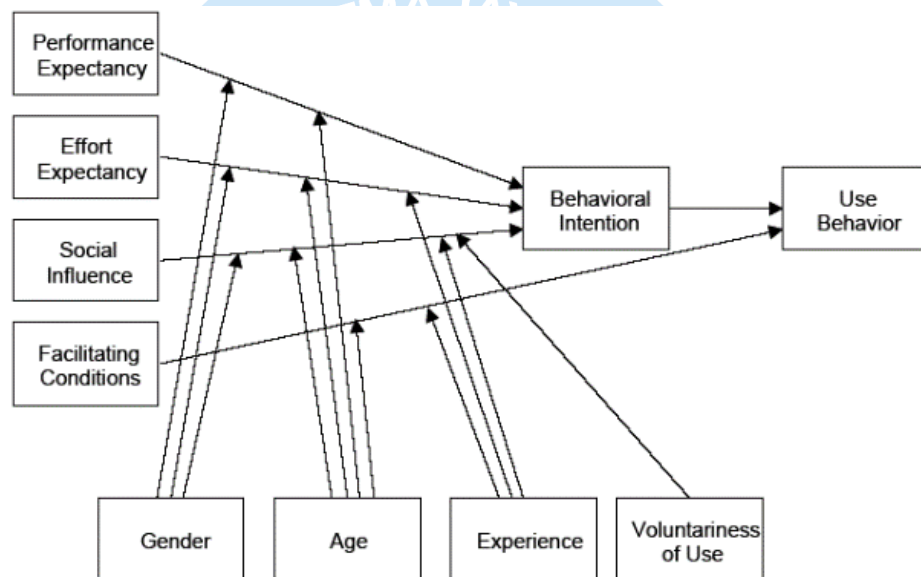 Performance
Expectancy
Effort
Expectancy
Social
Influence
Facilitating
Conditions
Behavioral
Intention
Use
Behavior
Gender
Age
Experience
Voluntariness
of Use